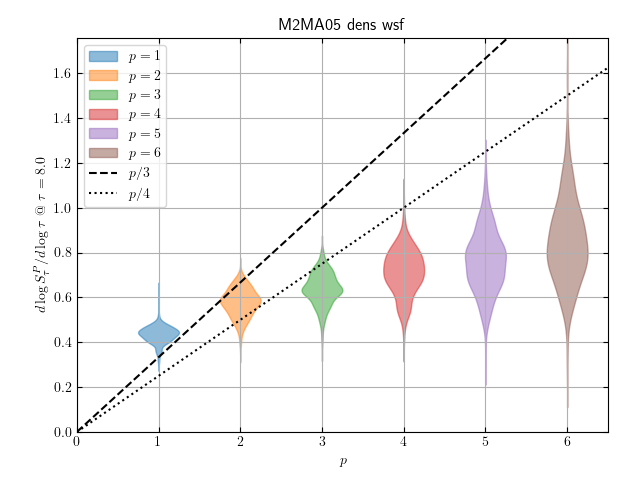 M2MA05 dens wsf
d log S_τ^P / d log τ @ τ = 8.0
1.6
1.4
1.2
1.0
0.8
0.6
0.4
0.2
0.0
p = 1
p = 2
p = 3
p = 4
p = 5
p = 6
p/3
p/4
0 1 2 3 4 5 6
p